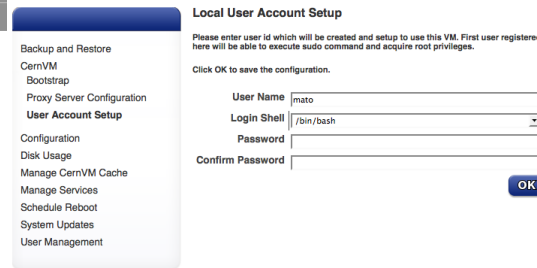 Local User Account Setup
Please enter user id which will be created and setup to use this VM. First user registered
here will be able to execute sudo command and acquire root privileges.
Click OK to save the configuration.
User Name mato
Login Shell /bin/bash
Password
Confirm Password
OK
Backup and Restore
CernVM
Bootstrap
Proxy Server Configuration
User Account Setup
Configuration
Disk Usage
Manage CernVM Cache
Manage Services
Schedule Reboot
System Updates
User Management